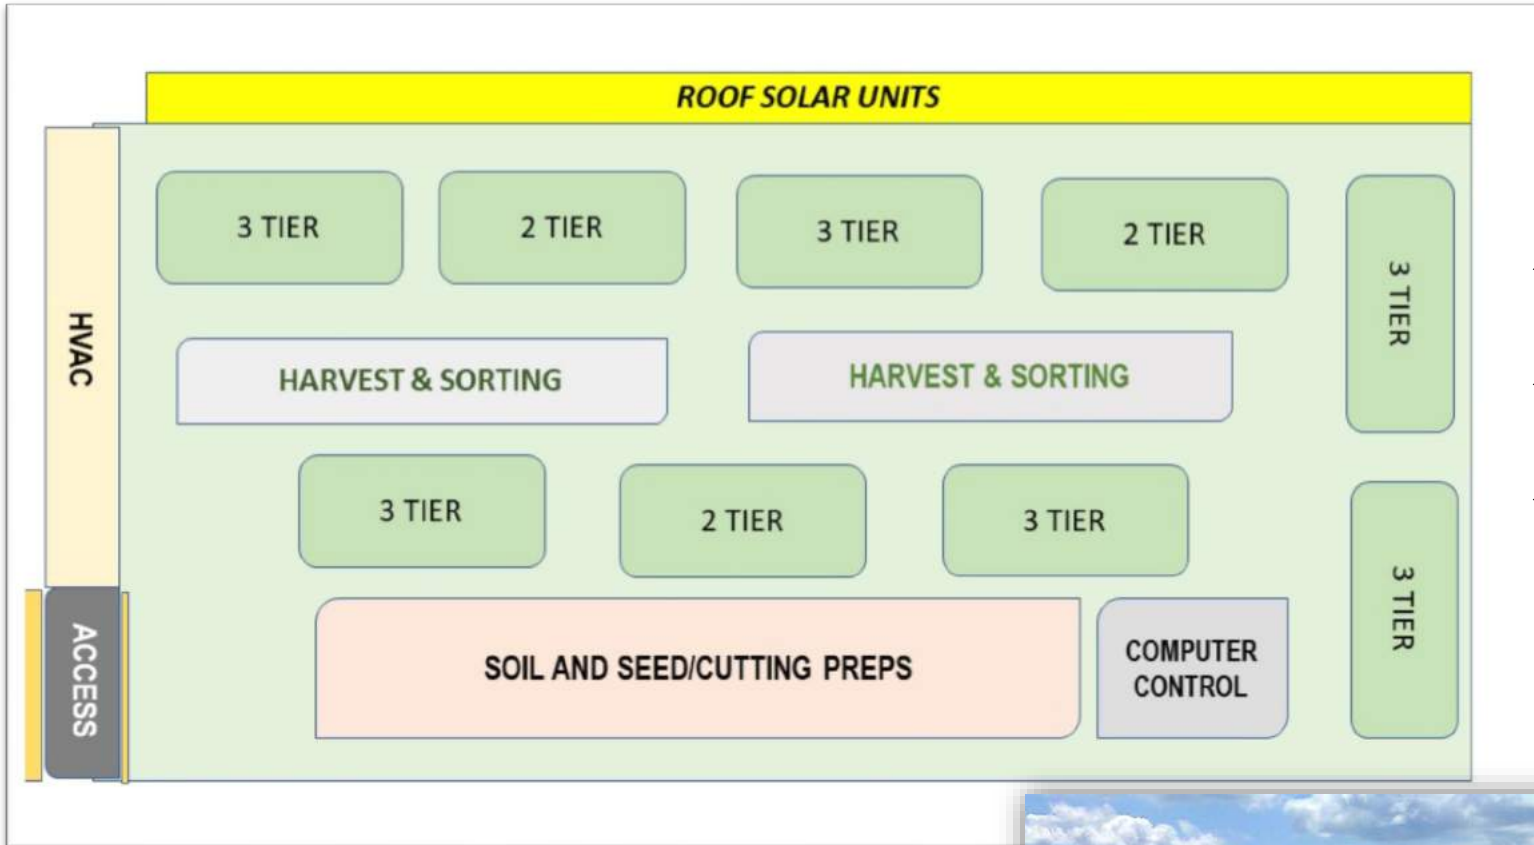 ROOF SOLAR UNITS
HVAC
3 TIER
2 TIER
3 TIER
2 TIER
3 TIER
HARVEST & SORTING
HARVEST & SORTING
3 TIER
2 TIER
3 TIER
3 TIER
ACCESS
SOIL AND SEED/CUTTING PREPS
COMPUTER
CONTROL